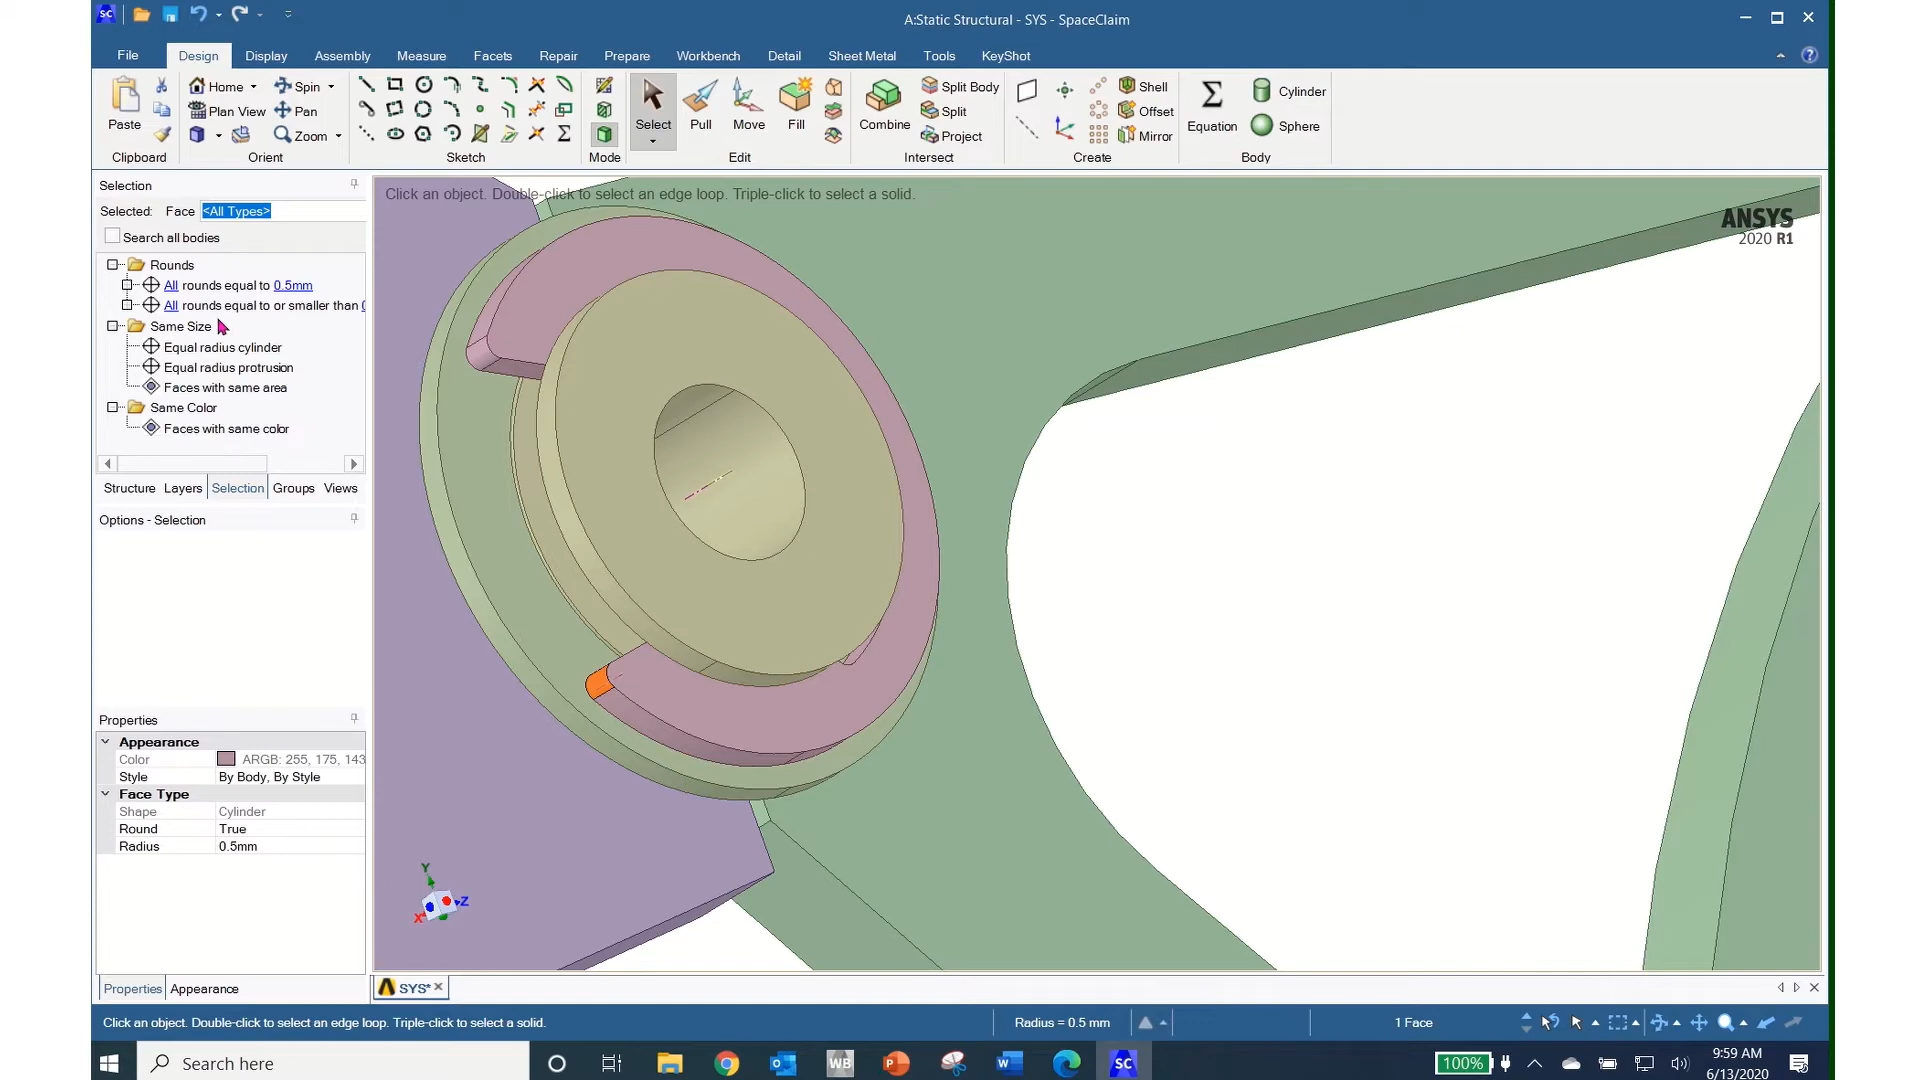 SC
A:Static Structural - SYS - SpaceClaim
File Design Display Assembly Measure Facets Repair Prepare Workbench Detail Sheet Metal Tools KeyShot
Paste
Clipboard
Home Spin
Plan View Pan
Zoom
Orient
Sketch
Mode
Select Pull Move Fill
Edit
Combine Split Body
Split
Project
Intersect
Shell
Offset
Mirror
Create
Equation Cylinder
Sphere
Body
Selection
Selected: Face <All Types>
Search all bodies
Rounds
All rounds equal to 0.5mm
All rounds equal to or smaller than
Same Size
Equal radius cylinder
Equal radius protrusion
Faces with same area
Same Color
Faces with same color
Structure Layers Selection Groups Views
Options - Selection
Properties
Appearance
Color ARGB: 255, 175, 143
Style By Body, By Style
Face Type
Shape Cylinder
Round True
Radius 0.5mm
Properties Appearance
Click an object. Double-click to select an edge loop. Triple-click to select a solid.
ANSYS
2020 R1
Y
X
Z
SYS*
Click an object. Double-click to select an edge loop. Triple-click to select a solid.
Radius = 0.5 mm
1 Face
Search here
WB
SC
100%
9:59 AM
6/13/2020